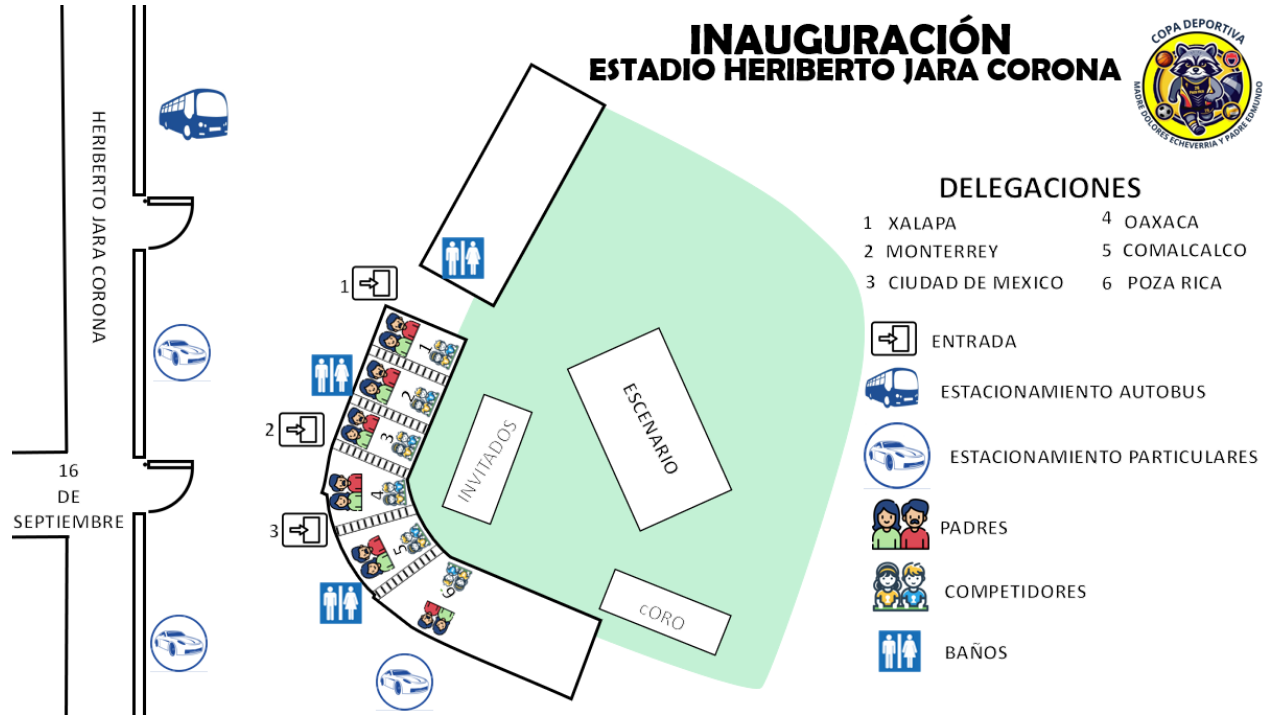 INAUGURACIÓN
ESTADIO HERIBERTO JARA CORONA
COPA DEPORTIVA
MADRE DOLORES ECHEVERRIA Y PADRE EDMUNDO
HERIBERTO JARA CORONA
16
DE
SEPTIEMBRE
DELEGACIONES
1 XALAPA
2 MONTERREY
3 CIUDAD DE MEXICO
4 OAXACA
5 COMALCALCO
6 POZA RICA
ENTRADA
ESTACIONAMIENTO AUTOBUS
ESTACIONAMIENTO PARTICULARES
PADRES
COMPETIDORES
BAÑOS
1
2
3
1
2
3
4
5
6
INVITADOS
ESCENARIO
cORO